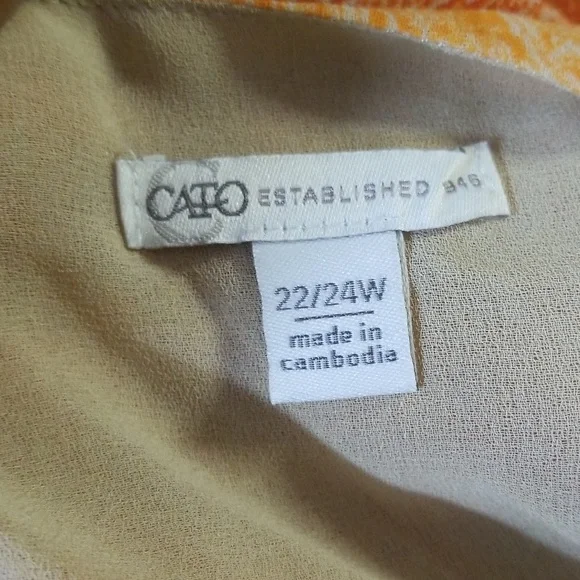 CATO ESTABLISHED 946
22/24W
made in
cambodia